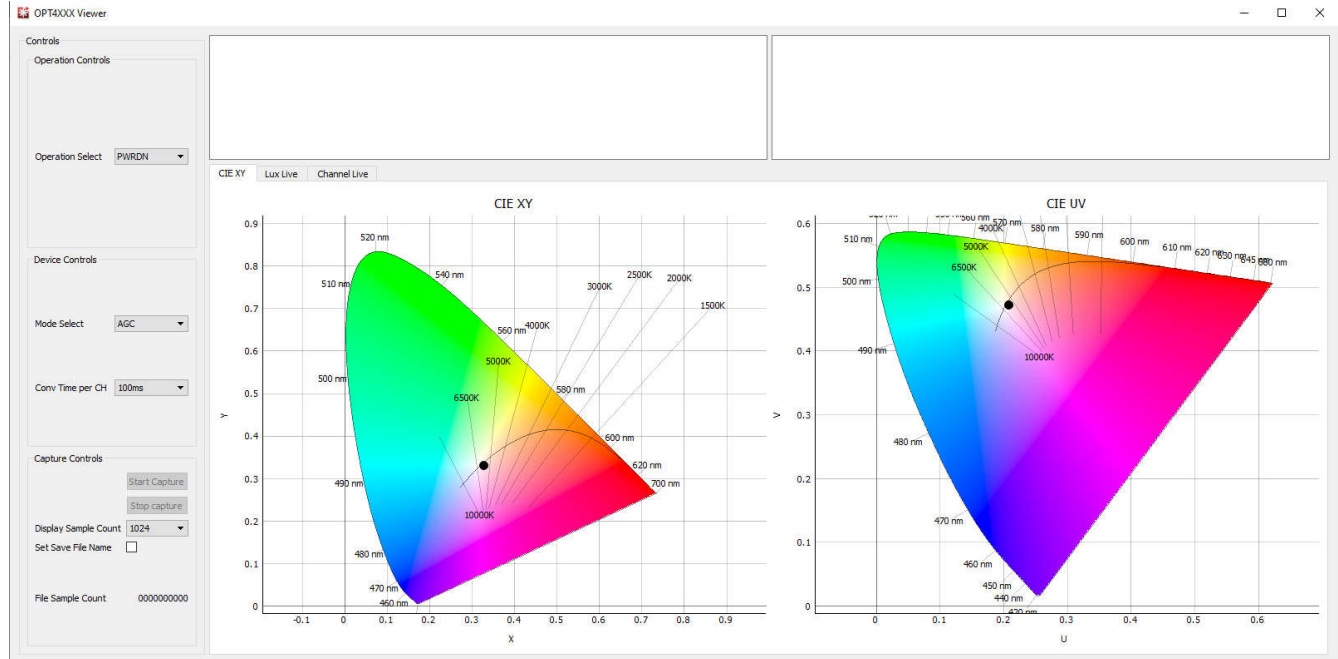 OPT4XXX Viewer
Controls
Operation Controls
Operation Select PWRDN
Device Controls
Mode Select AGC
Conv Time per CH 100ms
Capture Controls
Start Capture
Stop capture
Display Sample Count 1024
Set Save File Name
File Sample Count 0000000000
CIE XY Lux Live Channel Live
CIE XY
0.9
0.8
0.7
0.6
0.5
0.4
0.3
0.2
0.1
0
Y
520 nm
540 nm
510 nm
3000K
2500K
2000K
1500K
560 nm
4000K
5000K
500 nm
580 nm
6500K
600 nm
620 nm
700 nm
490 nm
10000K
480 nm
470 nm
460 nm
-0.1 0 0.1 0.2 0.3 0.4 0.5 0.6 0.7 0.8 0.9
X
CIE UV
0.6
0.5
0.4
0.3
0.2
0.1
0
V
560 nm
570 nm
580 nm
590 nm
600 nm
610 nm
620 nm
630 nm
645 nm
680 nm
510 nm
4000K
5000K
6500K
500 nm
490 nm
10000K
480 nm
470 nm
460 nm
450 nm
440 nm
420 nm
0 0.1 0.2 0.3 0.4 0.5 0.6
U